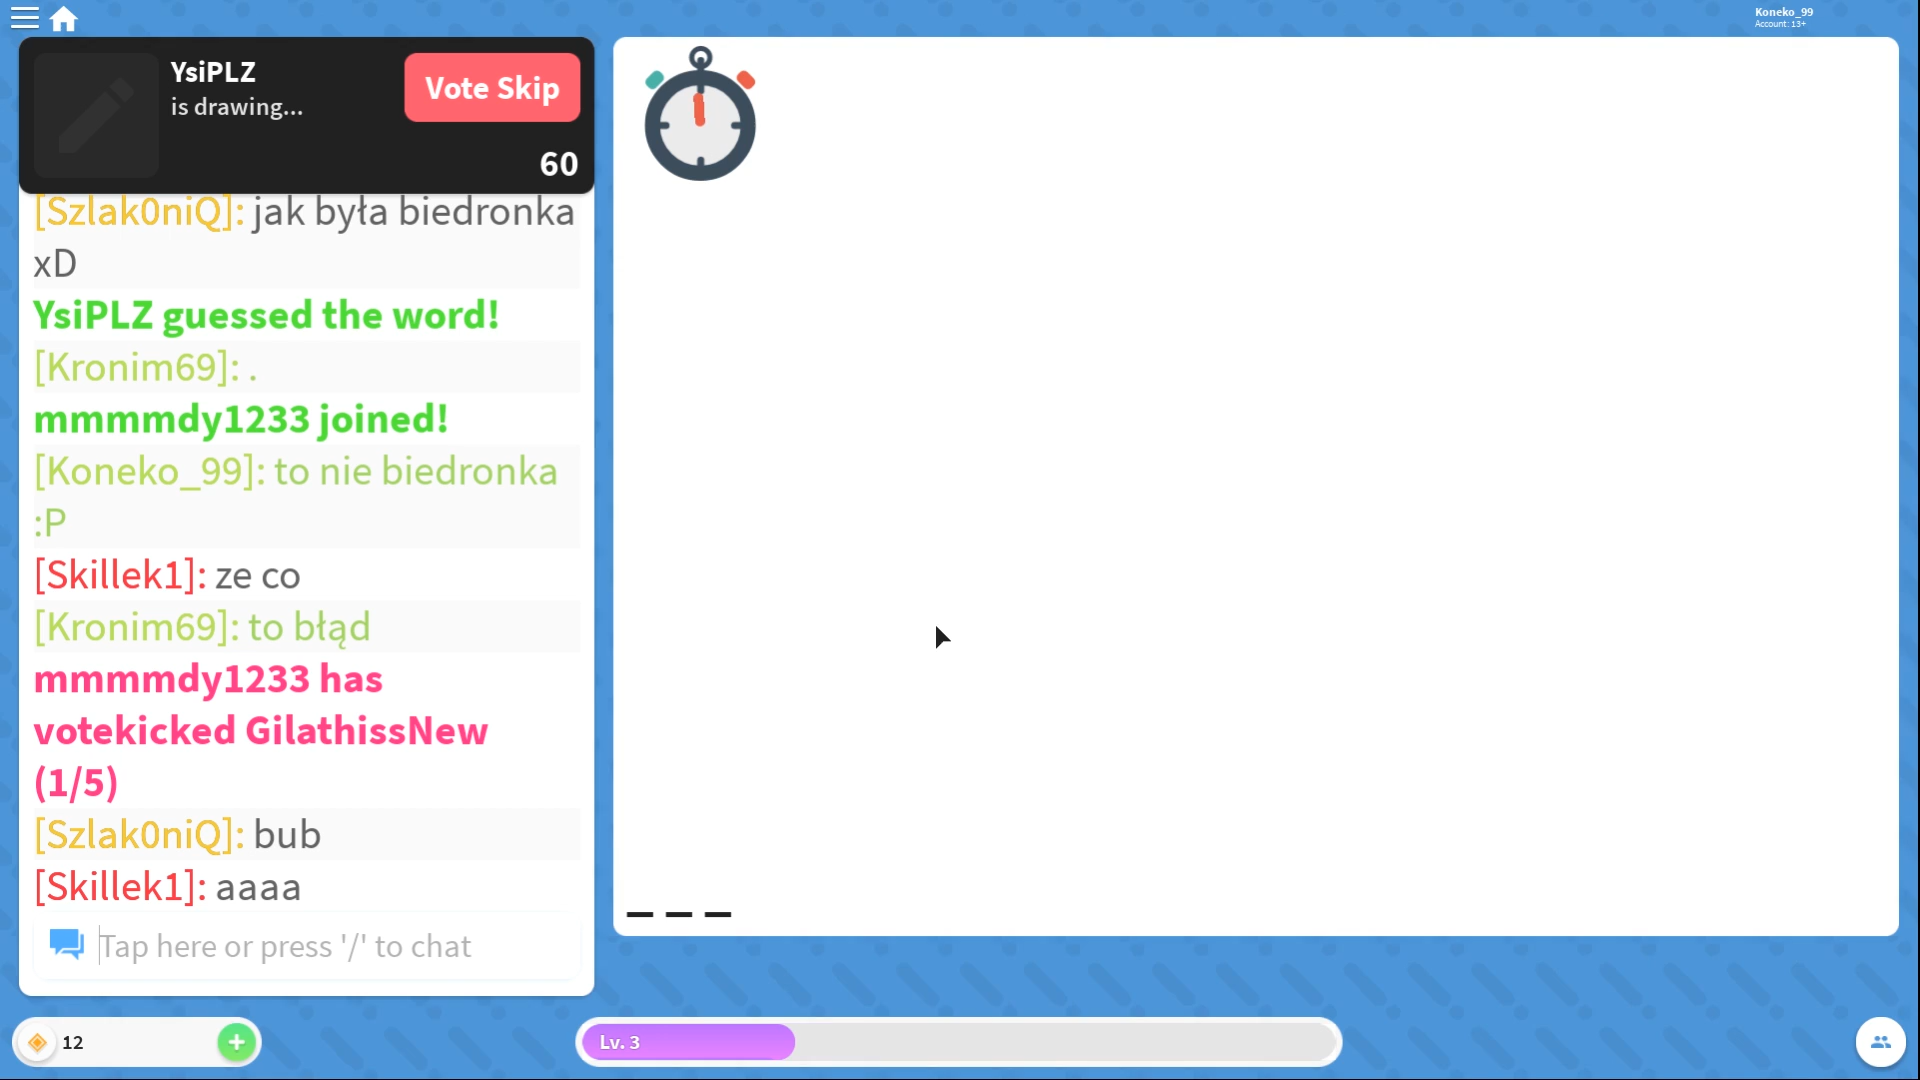 Koneko_99
Account: 13+
YsiPLZ
is drawing...
Vote Skip
60
[Szlak0niQ]: jak była biedronka
xD
YsiPLZ guessed the word!
[Kronim69]: .
mmmmdy1233 joined!
[Koneko_99]: to nie biedronka
:P
[Skillek1]: ze co
[Kronim69]: to błąd
mmmmdy1233 has
votekicked GilathissNew
(1/5)
[Szlak0niQ]: bub
[Skillek1]: aaaa
Tap here or press '/' to chat
_ _ _
12
Lv. 3